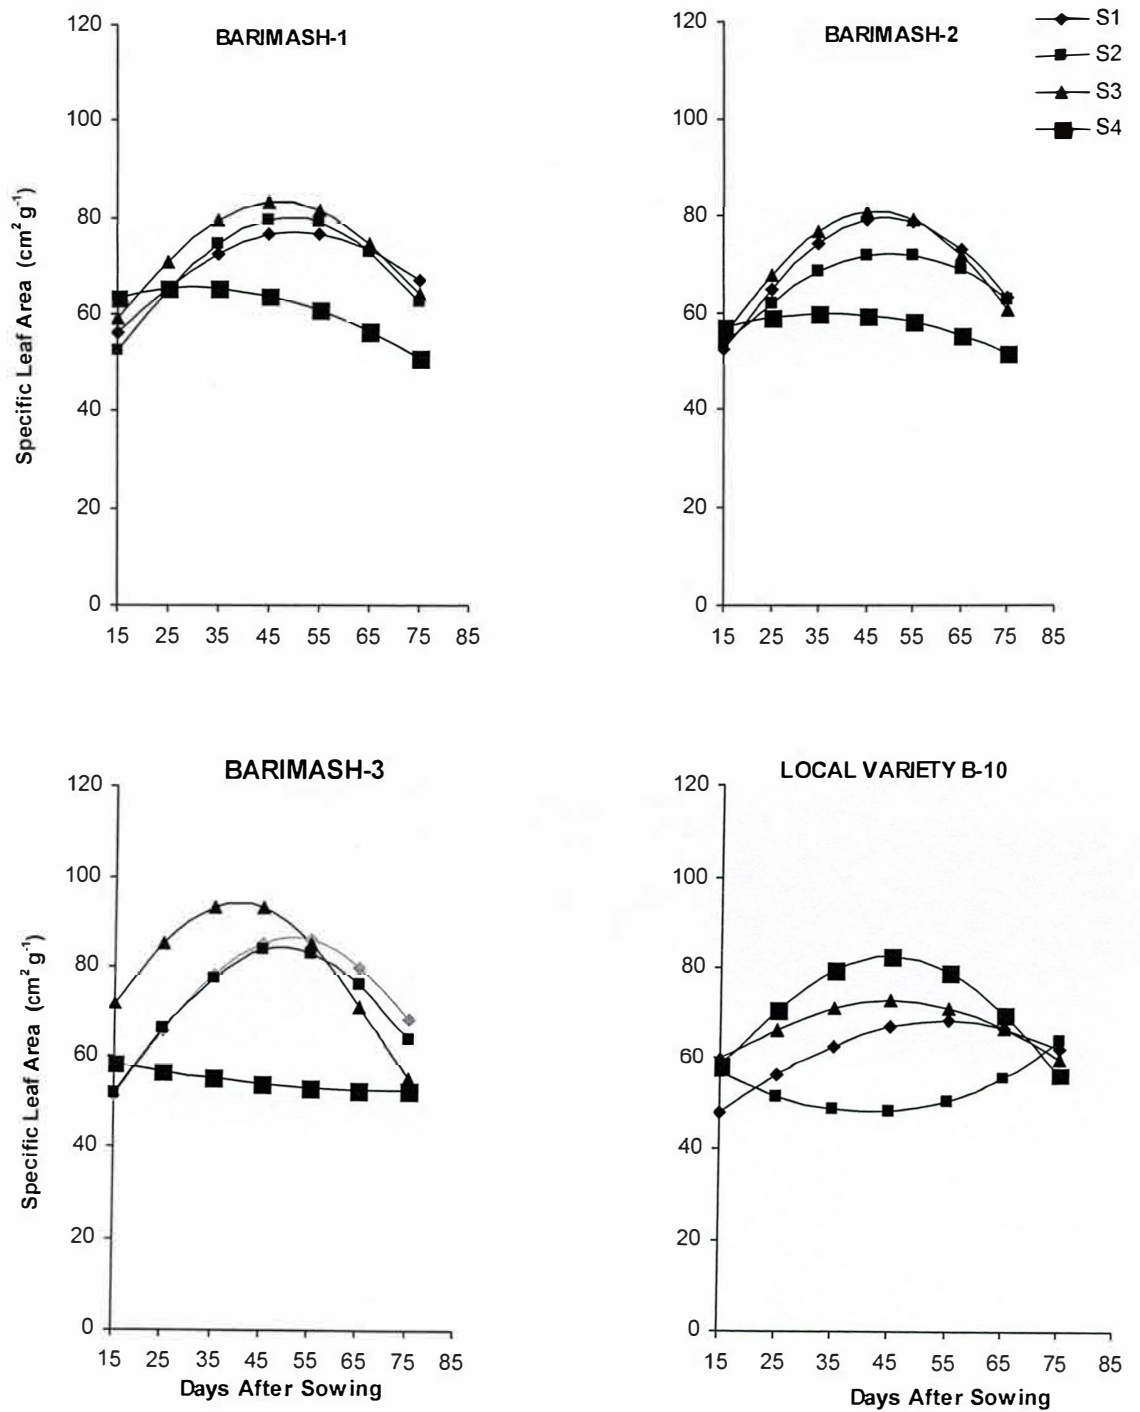 BARIMASH-1
120
100
80
60
40
20
0
15 25 35 45 55 65 75 85
Specific Leaf Area (cm² g⁻¹)
BARIMASH-2
120
100
80
60
40
20
0
15 25 35 45 55 65 75 85
S1
S2
S3
S4
BARIMASH-3
120
100
80
60
40
20
0
15 25 35 45 55 65 75 85
Days After Sowing
Specific Leaf Area (cm² g⁻¹)
LOCAL VARIETY B-10
120
100
80
60
40
20
0
15 25 35 45 55 65 75 85
Days After Sowing